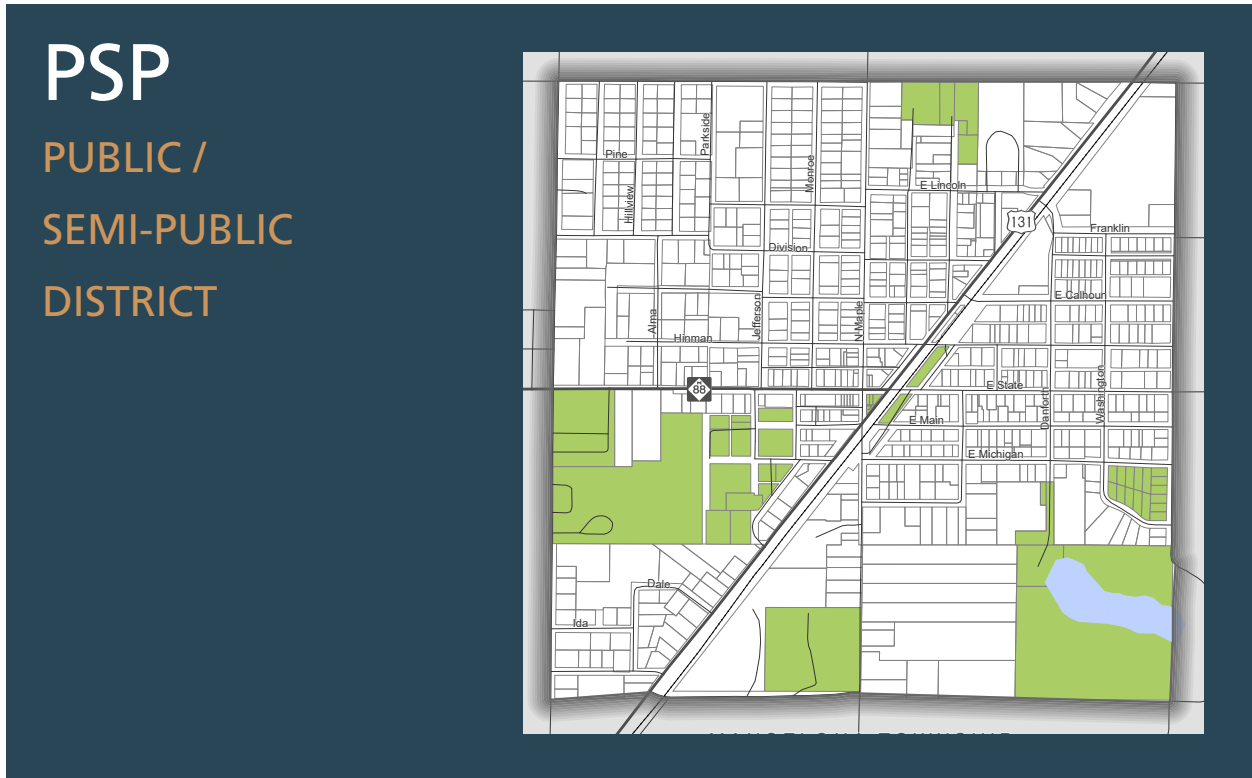 PSP
PUBLIC /
SEMI-PUBLIC
DISTRICT
Parkside
Pine
Monroe
Hillview
E Lincoln
131
Franklin
Division
E Calhoun
Jefferson
N Maple
Alma
Hinman
88
E State
Washington
Danforth
E Main
E Michigan
Dale
Ida